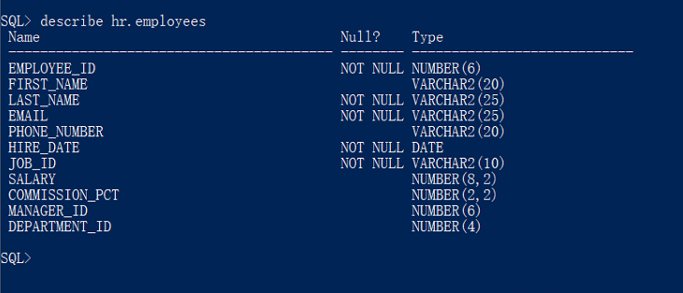 SQL> describe hr.employees
Name Null? Type
----------------------------------------- -------- ----------------------------
EMPLOYEE_ID NOT NULL NUMBER(6)
FIRST_NAME VARCHAR2(20)
LAST_NAME NOT NULL VARCHAR2(25)
EMAIL NOT NULL VARCHAR2(25)
PHONE_NUMBER VARCHAR2(20)
HIRE_DATE NOT NULL DATE
JOB_ID NOT NULL VARCHAR2(10)
SALARY NUMBER(8,2)
COMMISSION_PCT NUMBER(2,2)
MANAGER_ID NUMBER(6)
DEPARTMENT_ID NUMBER(4)
SQL>